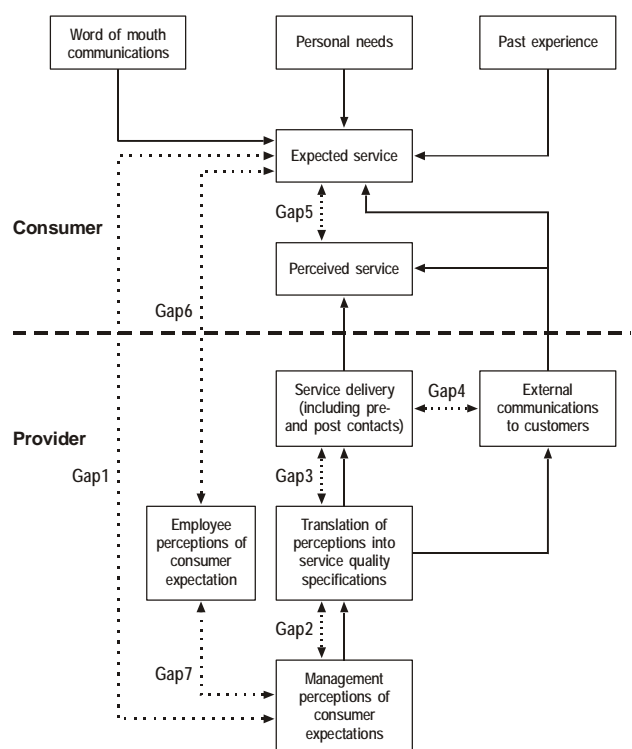 Word of mouth
communications
Personal needs
Past experience
Expected service
Gap5
Consumer
Perceived service
Gap6
Service delivery
(including pre-
and post contacts)
Gap4
External
communications
to customers
Provider
Gap1
Gap3
Employee
perceptions of
consumer
expectation
Translation of
perceptions into
service quality
specifications
Gap2
Gap7
Management
perceptions of
consumer
expectations